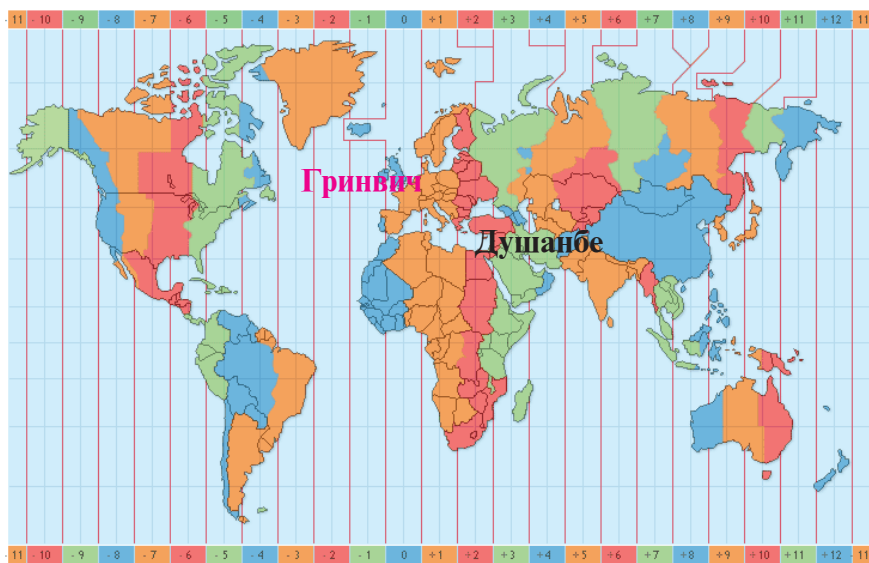 11 - 10 - 9 - 8 - 7 - 6 - 5 - 4 - 3 - 2 - 1 0 +1 +2 +3 +4 +5 +6 +7 +8 +9 +10 +11 +12 - 11
Гринвич
Душанбе
11 - 10 - 9 - 8 - 7 - 6 - 5 - 4 - 3 - 2 - 1 0 +1 +2 +3 +4 +5 +6 +7 +8 +9 +10 +11 +12 - 11